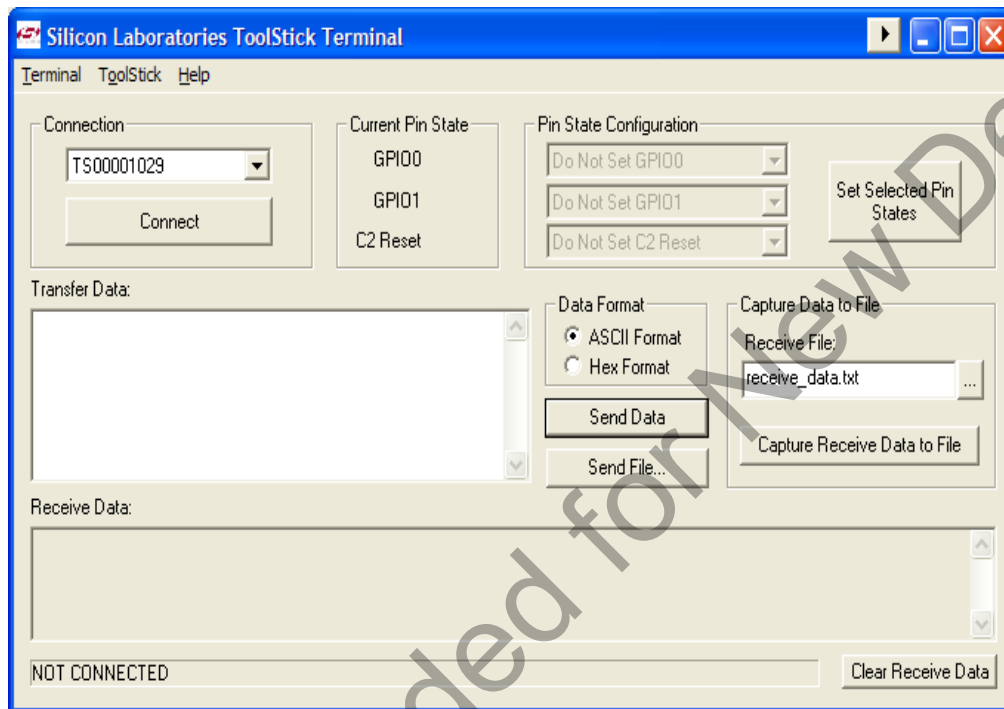 Silicon Laboratories ToolStick Terminal
Terminal ToolStick Help
Connection
TS00001029
Connect
Current Pin State
GPIO0
GPIO1
C2 Reset
Pin State Configuration
Do Not Set GPIO0
Do Not Set GPIO1
Do Not Set C2 Reset
Set Selected Pin
States
Transfer Data:
Data Format
ASCII Format
Hex Format
Send Data
Send File...
Capture Data to File
Receive File:
receive_data.txt
...
Capture Receive Data to File
Receive Data:
NOT CONNECTED
Clear Receive Data
ded for New De